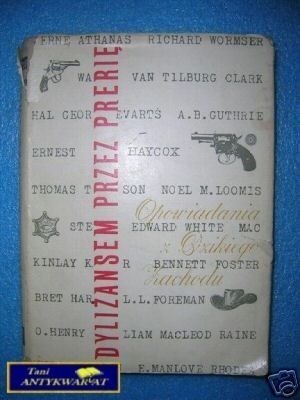 ERNE ATHANAS RICHARD WORMSER
WA VAN TILBURG CLARK
HAL GEOR EVARTS A.B. GUTHRIE
ERNEST HAYCOX
THOMAS T SON NOEL M. LOOMIS
STE EDWARD WHITE MAC
KINLAY K R BENNETT FOSTER
BRET HAR L.L. FOREMAN
O. HENRY LIAM MACLEOD RAINE
E. MANLOVE RHODES
DYLIŻANSEM PRZEZ PRERIĘ
Opowiadania
z Dzikiego
Zachodu
Tani
ANTYKWARIAT